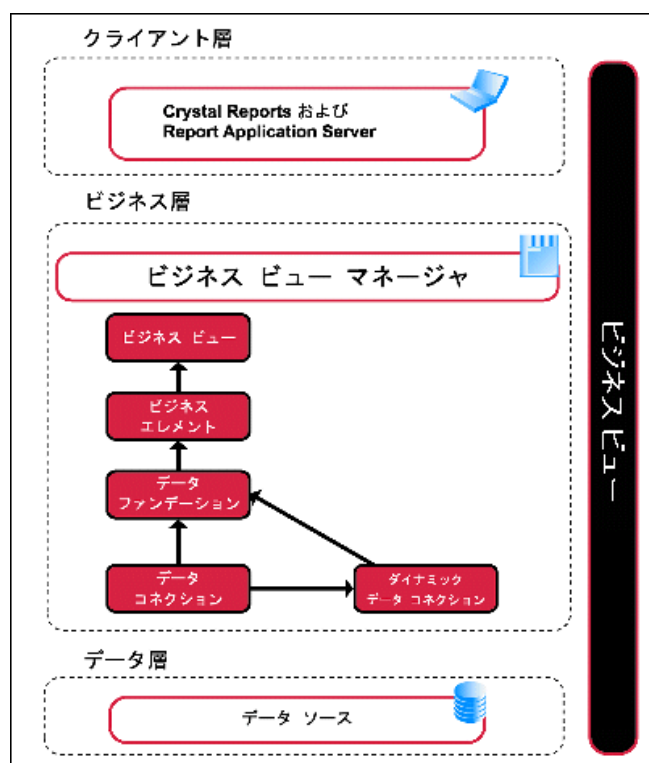 クライアント層
Crystal Reports および
Report Application Server
ビジネス層
ビジネス ビュー マネージャ
ビジネス ビュー
ビジネス
エレメント
データ
ファンデーション
データ
コネクション
ダイナミック
データ コネクション
データ層
データ ソース
ビジネス ビュー